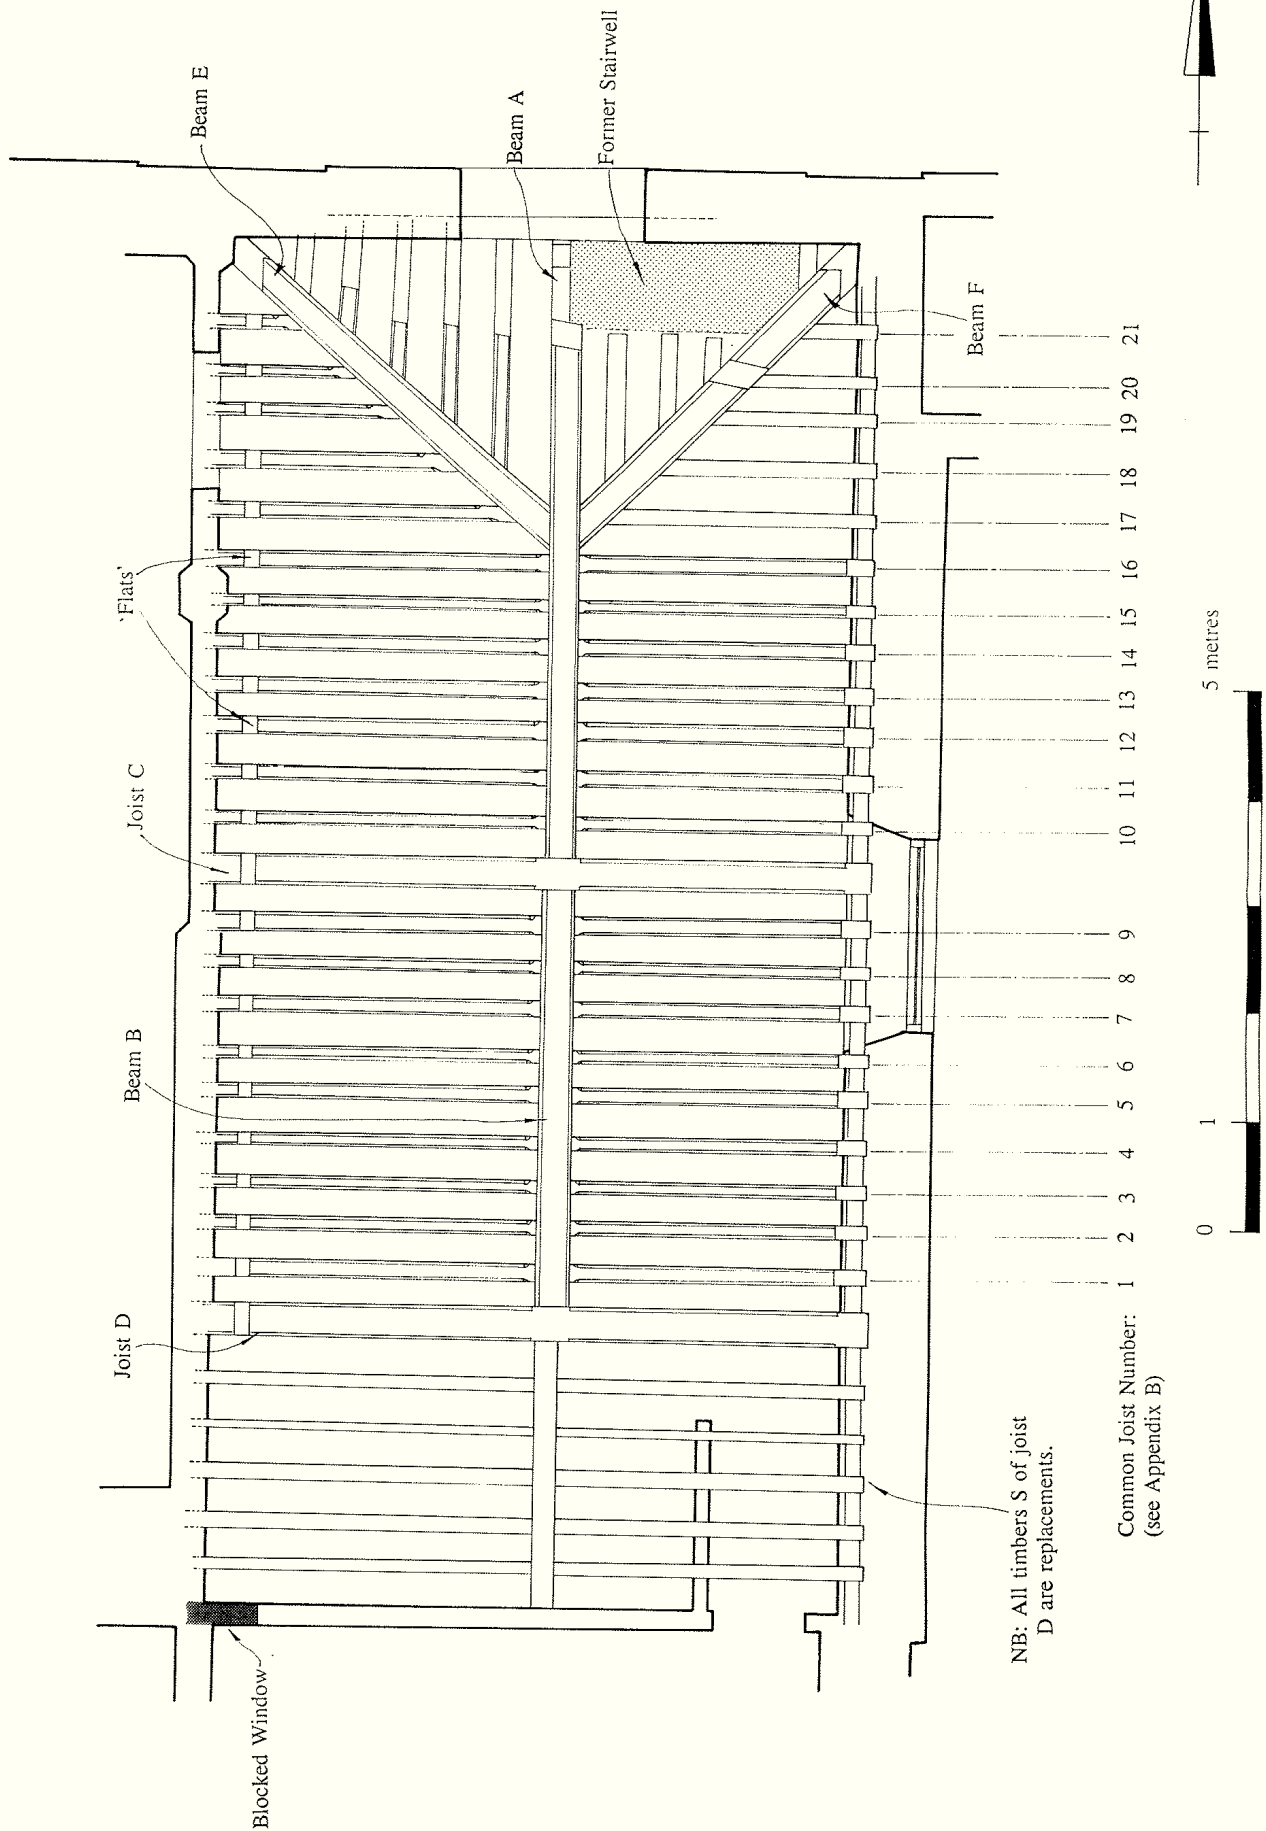 Beam E
Beam A
Former Stairwell
'Flats'
Joist C
Beam B
Joist D
Beam F
Blocked Window
NB: All timbers S of joist
D are replacements.
Common Joist Number: 1 2 3 4 5 6 7 8 9 10 11 12 13 14 15 16 17 18 19 20 21
(see Appendix B)
0 1 5 metres